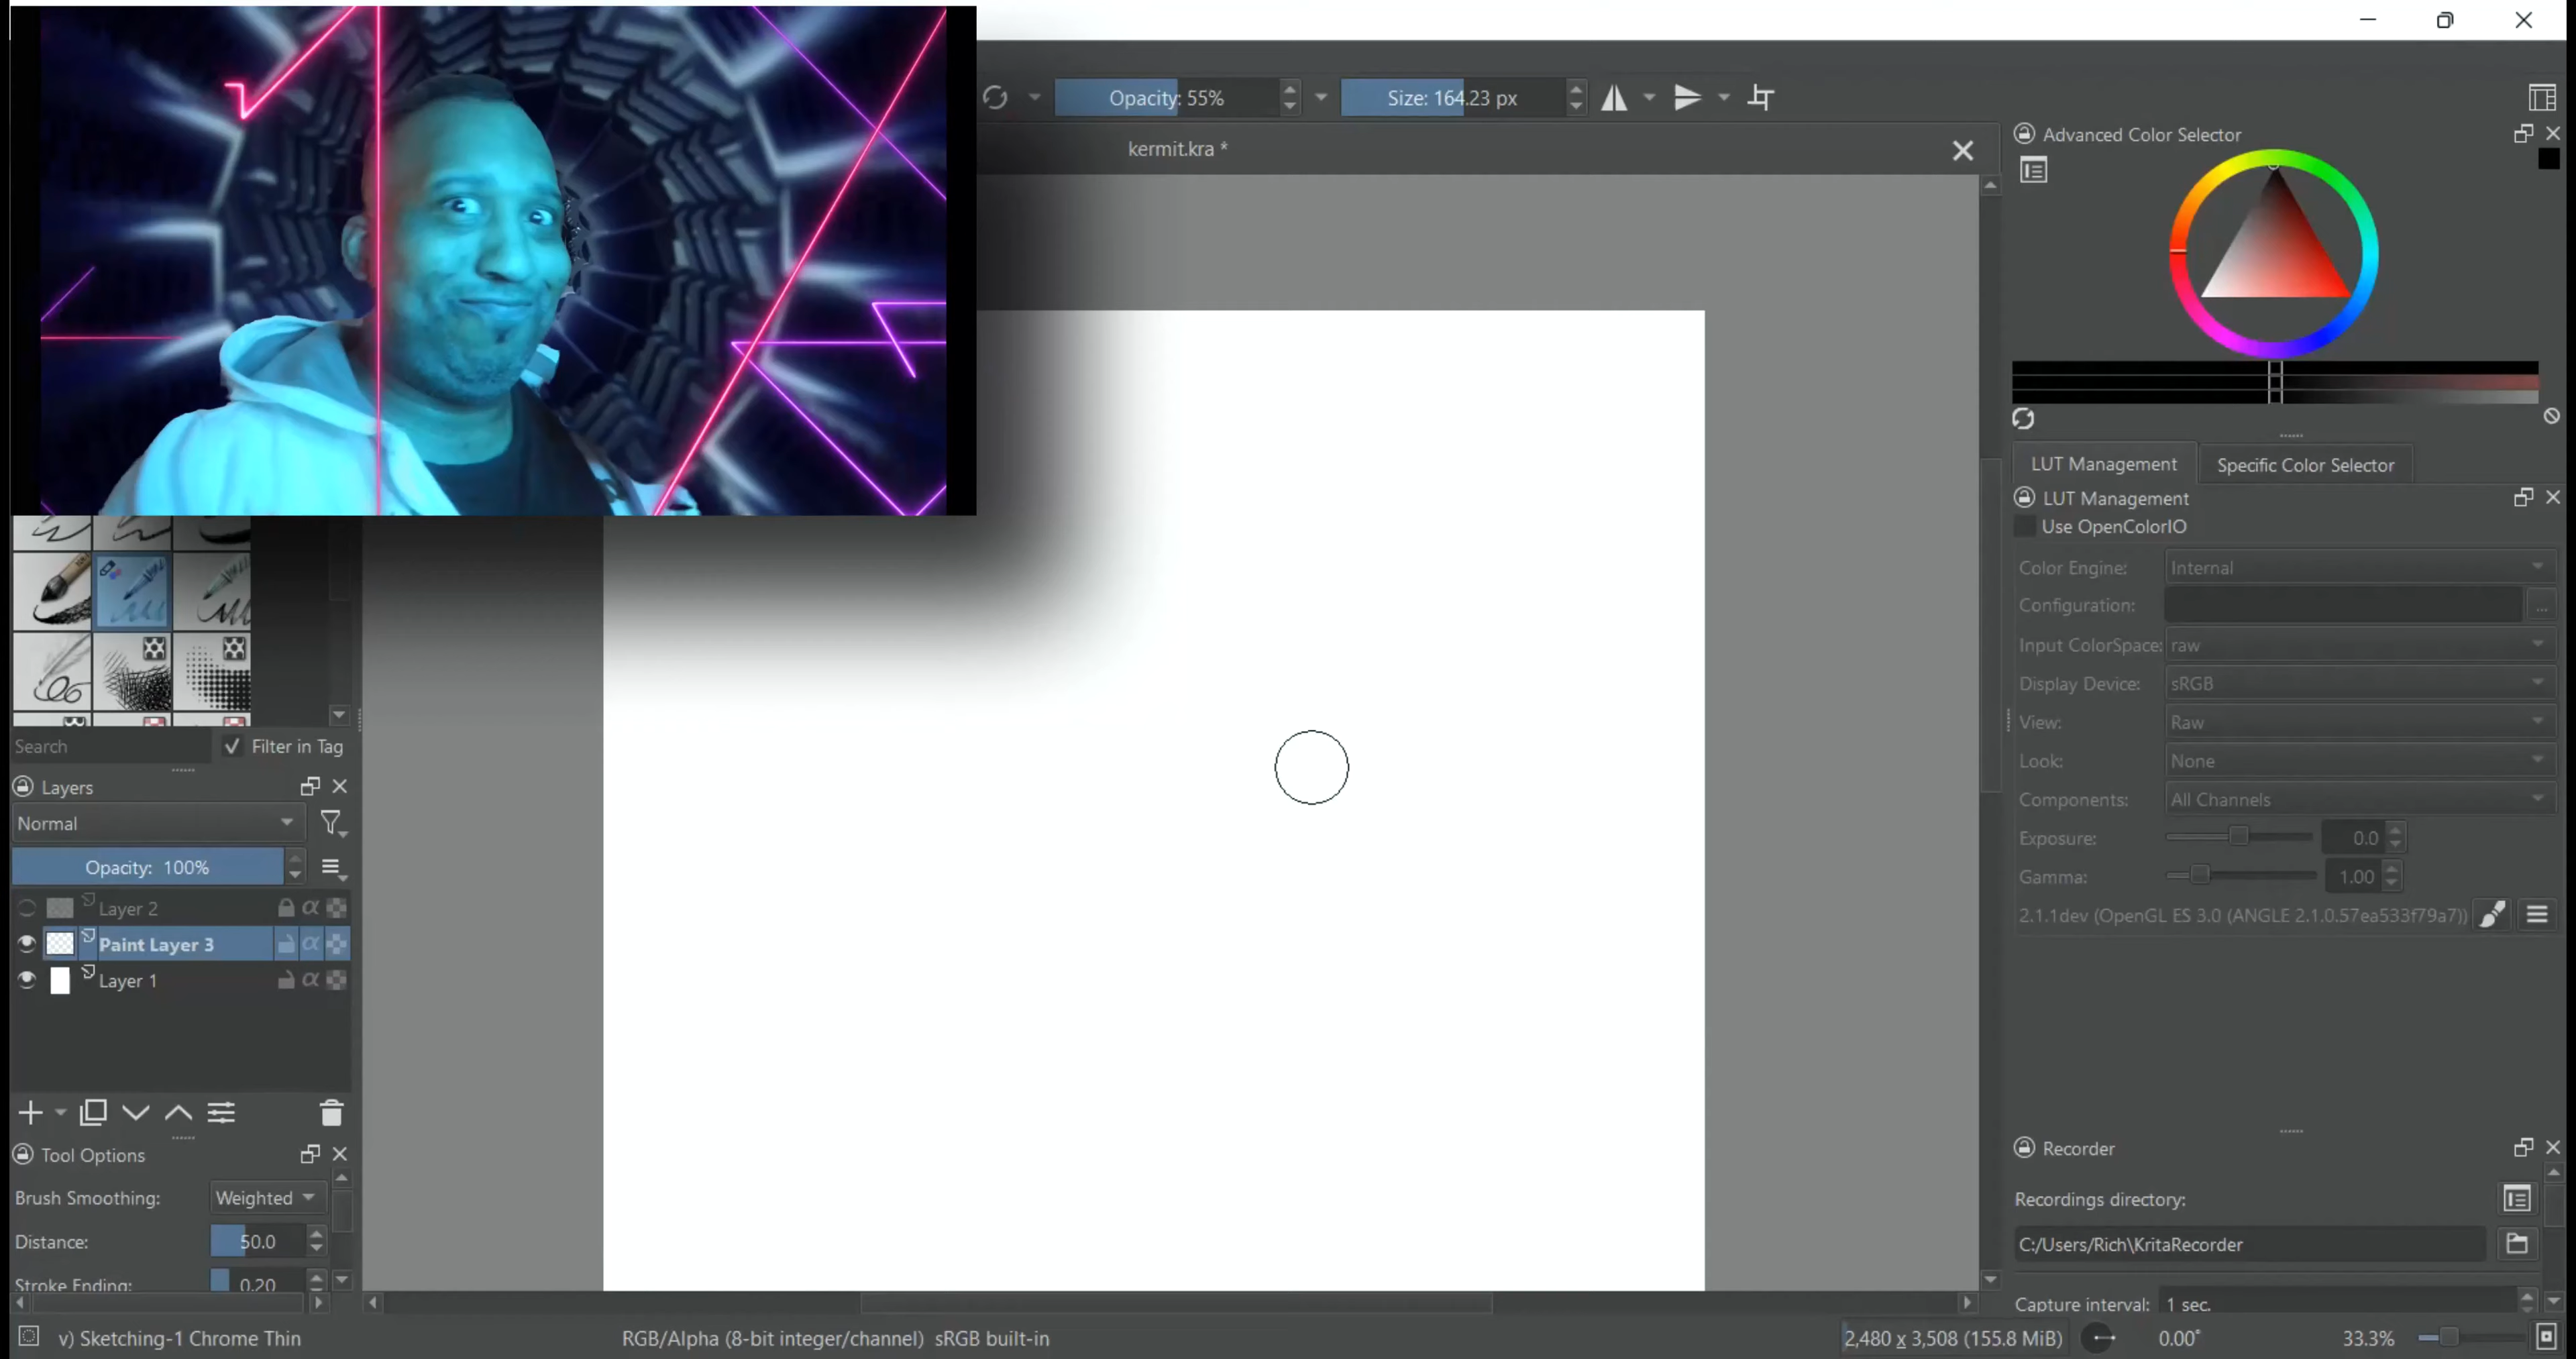 Opacity: 55%
Size: 164.23 px
kermit.kra *
Advanced Color Selector
LUT Management
Specific Color Selector
LUT Management
Use OpenColorIO
Color Engine: Internal
Configuration: ...
Input ColorSpace: raw
Display Device: sRGB
View: Raw
Look: None
Components: All Channels
Exposure: 0.0
Gamma: 1.00
2.1.1dev (OpenGL ES 3.0 (ANGLE 2.1.0.57ea533f79a7))
Search
Filter in Tag
Layers
Normal
Opacity: 100%
Layer 2
Paint Layer 3
Layer 1
Tool Options
Brush Smoothing: Weighted
Distance: 50.0
Stroke Ending: 0.20
Recorder
Recordings directory:
C:/Users/Rich\KritaRecorder
Capture interval: 1 sec.
v) Sketching-1 Chrome Thin
RGB/Alpha (8-bit integer/channel) sRGB built-in
2,480 x 3,508 (155.8 MiB)
0.00°
33.3%